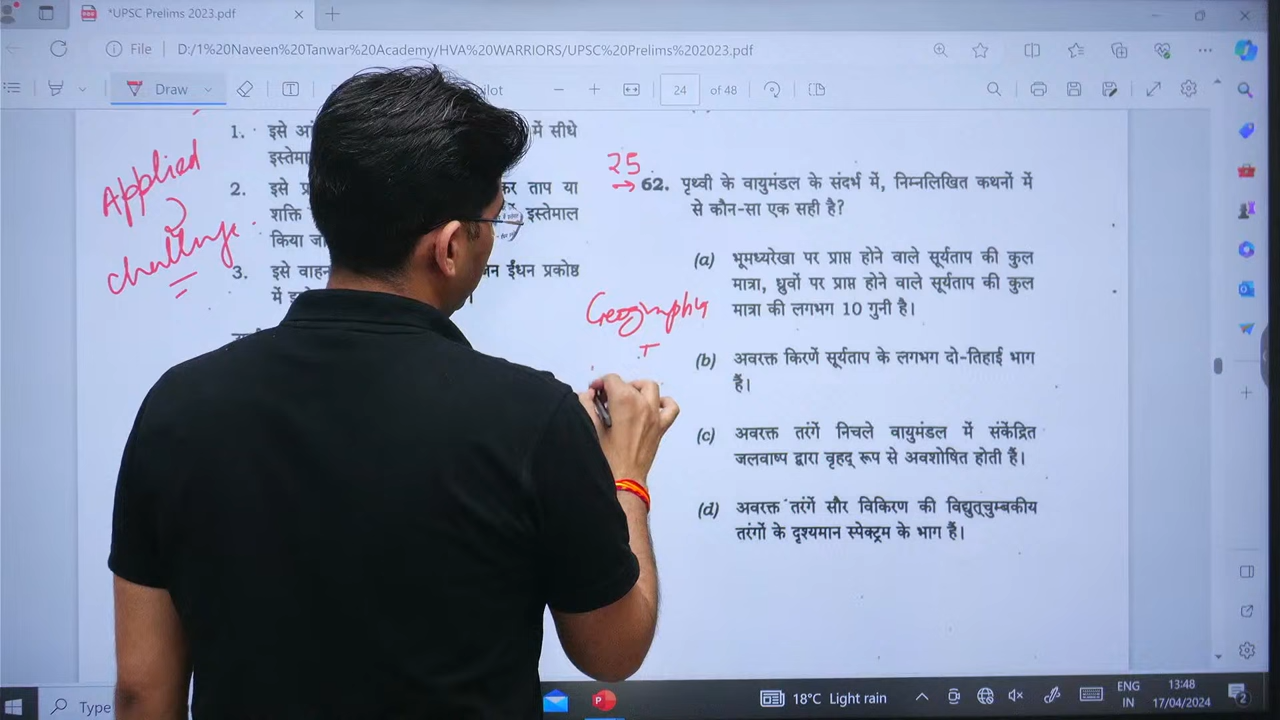 *UPSC Prelims 2023.pdf
File
D:/1%20Naveen%20Tanwar%20Academy/HVA%20WARRIORS/UPSC%20Prelims%202023.pdf
Draw
24 of 48
1. इसे
में सीधे
2. इसे
ताप या
शक्ति
इस्तेमाल
किया
3. इसे
ईंधन प्रकोष्ठ
में
Applied
challenge
25
→ 62. पृथ्वी के वायुमंडल के संदर्भ में, निम्नलिखित कथनों में
से कौन-सा एक सही है?
(a) भूमध्यरेखा पर प्राप्त होने वाले सूर्यताप की कुल
मात्रा, ध्रुवों पर प्राप्त होने वाले सूर्यताप की कुल
मात्रा की लगभग 10 गुनी है।
Geography
(b) अवरक्त किरणें सूर्यताप के लगभग दो-तिहाई भाग
हैं।
(c) अवरक्त तरंगें निचले वायुमंडल में संकेंद्रित
जलवाष्प द्वारा वृहद् रूप से अवशोषित होती हैं।
(d) अवरक्त तरंगें सौर विकिरण की विद्युत्चुम्बकीय
तरंगों के दृश्यमान स्पेक्ट्रम के भाग हैं।
Type
18°C Light rain
ENG
IN
13:48
17/04/2024
2